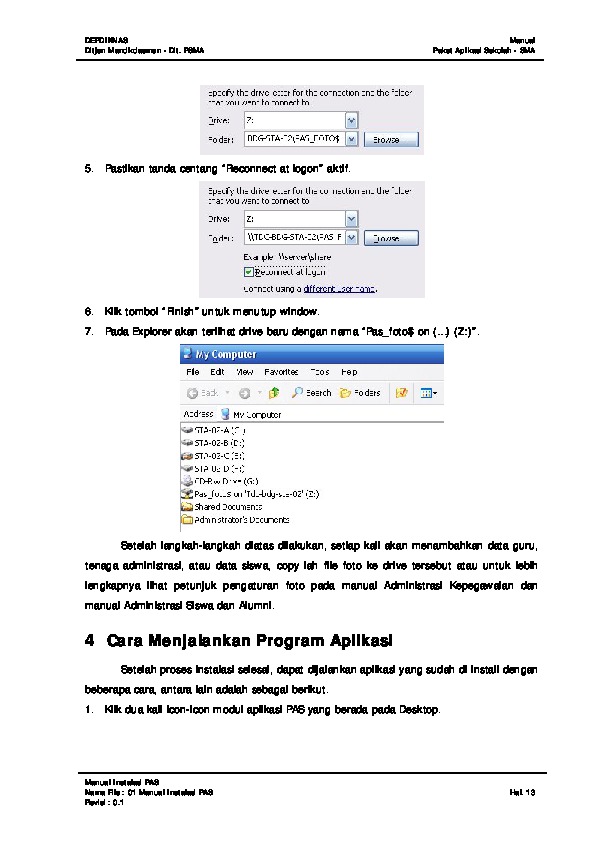 DEPDIKNAS Manual
Ditjen Mandikdasmen - Dit. PSMA Paket Aplikasi Sekolah - SMA
Specify the drive letter for the connection and the folder
that you want to connect to:
Drive: Z:
Folder: BDG-STA-02\PAS_FOTO$ Browse...
5. Pastikan tanda centang "Reconnect at logon" aktif.
Specify the drive letter for the connection and the folder
that you want to connect to:
Drive: Z:
Folder: \\TDC-BDG-STA-02\PAS_F Browse...
Example: \\server\share
Reconnect at logon
Connect using a different user name.
6. Klik tombol "Finish" untuk menutup window.
7. Pada Explorer akan terlihat drive baru dengan nama "Pas_foto$ on (...) (Z:)".
My Computer
File Edit View Favorites Tools Help
Back Search Folders
Address My Computer
STA-02-A (C:)
STA-02-B (D:)
STA-02-C (E:)
STA-02-D (F:)
CD-RW Drive (G:)
Pas_foto$ on 'Tdc-bdg-sta-02' (Z:)
Shared Documents
Administrator's Documents
Setelah langkah-langkah diatas dilakukan, setiap kali akan menambahkan data guru,
tenaga administrasi, atau data siswa, copy lah file foto ke drive tersebut atau untuk lebih
lengkapnya lihat petunjuk pengaturan foto pada manual Administrasi Kepegawaian dan
manual Administrasi Siswa dan Alumni.
4 Cara Menjalankan Program Aplikasi
Setelah proses instalasi selesai, dapat dijalankan aplikasi yang sudah di install dengan
beberapa cara, antara lain adalah sebagai berikut.
1. Klik dua kali icon-icon modul aplikasi PAS yang berada pada Desktop.
Manual Instalasi PAS
Nama File : 01 Manual Instalasi PAS Hal. 13
Revisi : 0.1